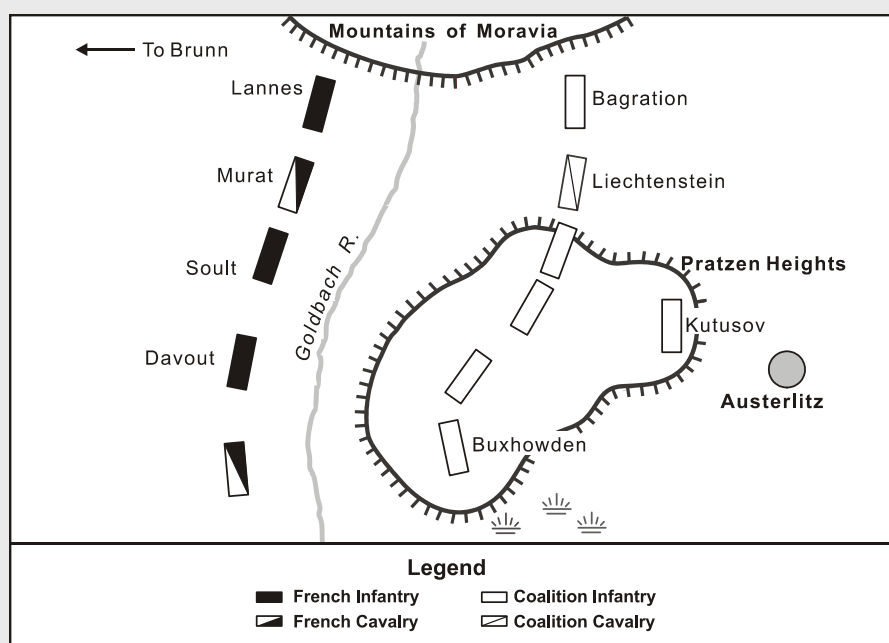 Mountains of Moravia
To Brunn
Lannes
Bagration
Murat
Liechtenstein
Soult
Goldbach R.
Pratzen Heights
Kutusov
Davout
Austerlitz
Buxhowden
Legend
French Infantry
Coalition Infantry
French Cavalry
Coalition Cavalry